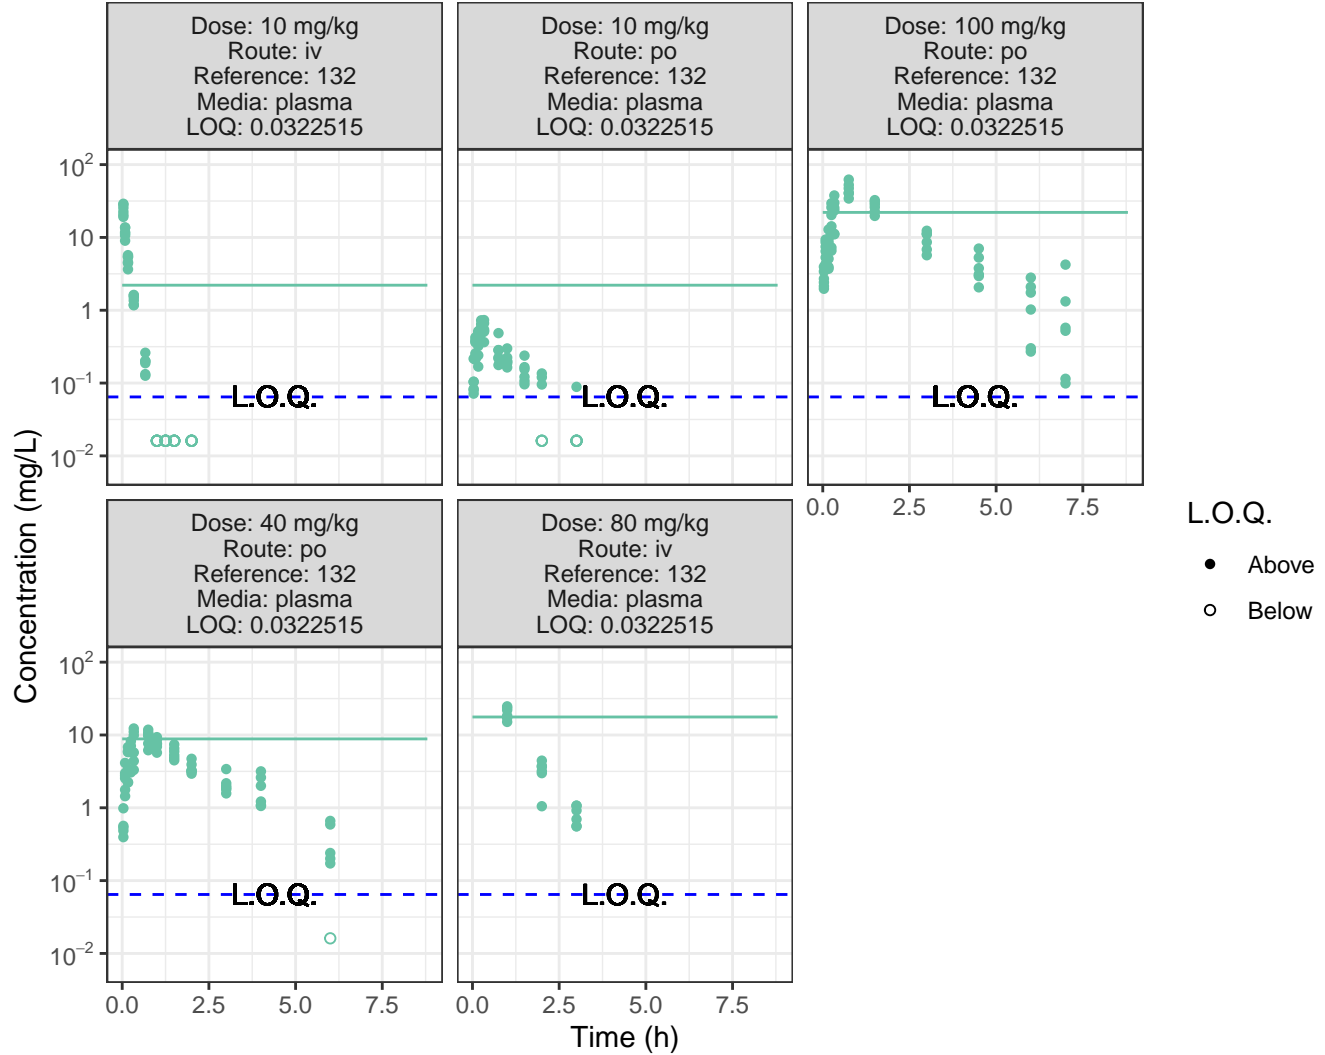 Dose: 10 mg/kg
Route: iv
Reference: 132
Media: plasma
LOQ: 0.0322515
Dose: 10 mg/kg
Route: po
Reference: 132
Media: plasma
LOQ: 0.0322515
Dose: 100 mg/kg
Route: po
Reference: 132
Media: plasma
LOQ: 0.0322515
10²
10
1
10⁻¹
10⁻²
L.O.Q.
L.O.Q.
L.O.Q.
0.0 2.5 5.0 7.5
Dose: 40 mg/kg
Route: po
Reference: 132
Media: plasma
LOQ: 0.0322515
Dose: 80 mg/kg
Route: iv
Reference: 132
Media: plasma
LOQ: 0.0322515
10²
10
1
10⁻¹
10⁻²
L.O.Q.
L.O.Q.
0.0 2.5 5.0 7.5
0.0 2.5 5.0 7.5
Time (h)
Concentration (mg/L)
L.O.Q.
Above
Below